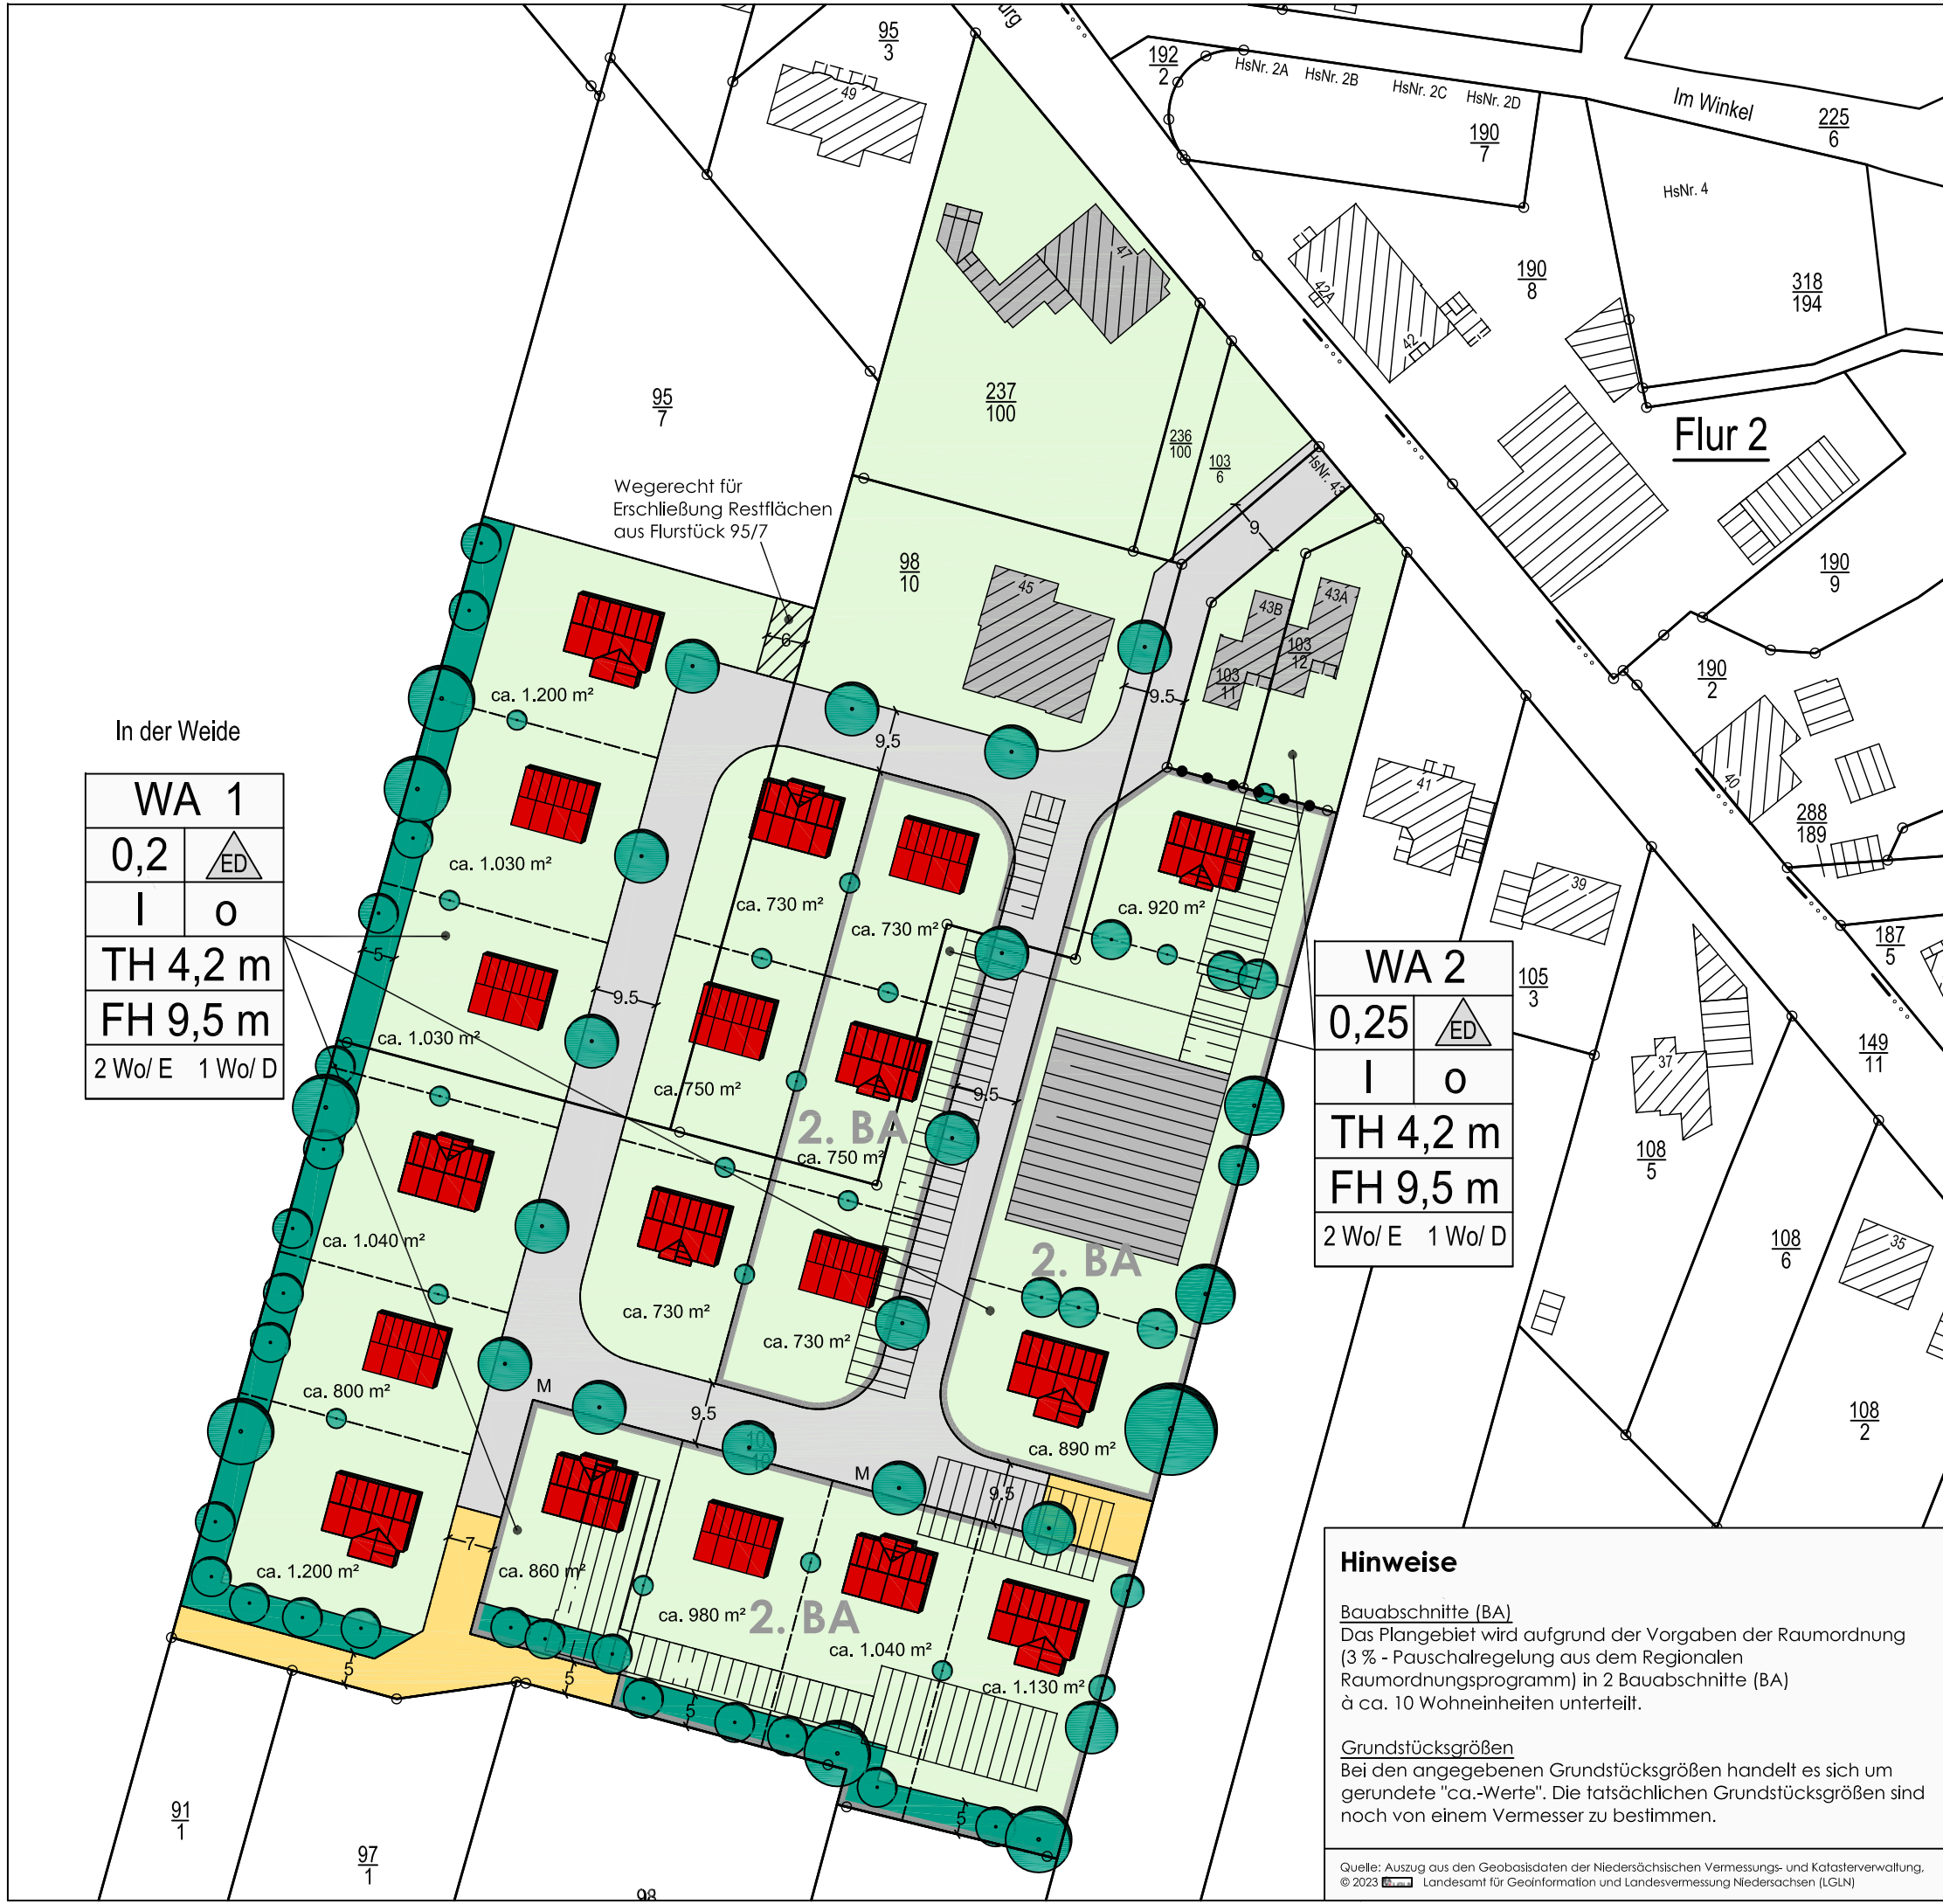 urg
95
3
49
192
2
HsNr. 2A
HsNr. 2B
HsNr. 2C
HsNr. 2D
190
7
Im Winkel
225
6
HsNr. 4
318
194
190
8
42A
42
47
Flur 2
95
7
237
100
236
100
103
6
HsNr. 43
9
Wegerecht für
Erschließung Restflächen
aus Flurstück 95/7
98
10
45
43B
43A
103
12
103
11
190
9
190
2
6
9.5
ca. 1.200 m²
9.5
In der Weide
WA 1
0,2
ED
I
o
TH 4,2 m
FH 9,5 m
2 Wo/ E 1 Wo/ D
41
40
288
189
39
187
5
ca. 1.030 m²
ca. 730 m²
ca. 730 m²
ca. 920 m²
5
9.5
ca. 1.030 m²
WA 2
0,25
ED
I
o
TH 4,2 m
FH 9,5 m
2 Wo/ E 1 Wo/ D
105
3
149
11
37
108
5
ca. 750 m²
9.5
2. BA
ca. 750 m²
ca. 1.040 m²
2. BA
108
6
35
ca. 730 m²
ca. 730 m²
ca. 800 m²
M
9.5
ca. 890 m²
108
2
M
9.5
7
ca. 1.200 m²
ca. 860 m²
ca. 980 m²
2. BA
ca. 1.040 m²
ca. 1.130 m²
5
5
5
5
91
1
97
1
98
Hinweise
Bauabschnitte (BA)
Das Plangebiet wird aufgrund der Vorgaben der Raumordnung
(3 % - Pauschalregelung aus dem Regionalen
Raumordnungsprogramm) in 2 Bauabschnitte (BA)
à ca. 10 Wohneinheiten unterteilt.
Grundstücksgrößen
Bei den angegebenen Grundstücksgrößen handelt es sich um
gerundete "ca.-Werte". Die tatsächlichen Grundstücksgrößen sind
noch von einem Vermesser zu bestimmen.
Quelle: Auszug aus den Geobasisdaten der Niedersächsischen Vermessungs- und Katasterverwaltung,
© 2023 Landesamt für Geoinformation und Landesvermessung Niedersachsen (LGLN)